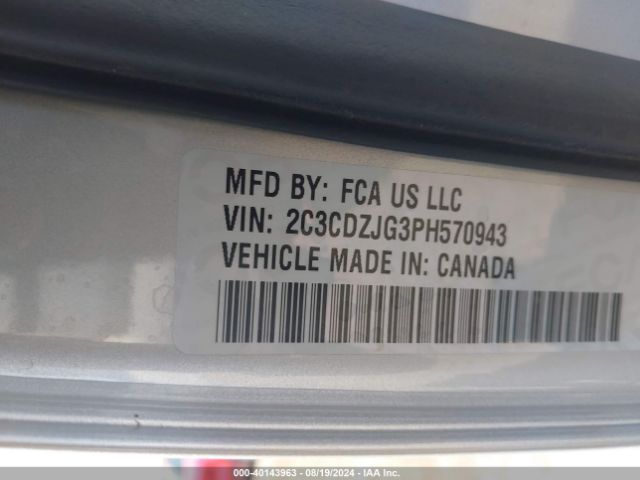 MFD BY: FCA US LLC
VIN: 2C3CDZJG3PH570943
VEHICLE MADE IN: CANADA
000-40143963 - 08/19/2024 - IAA Inc.